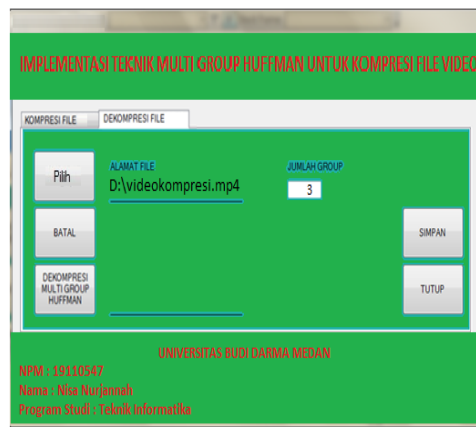 IMPLEMENTASI TEKNIK MULTI GROUP HUFFMAN UNTUK KOMPRESI FILE VIDEO
KOMPRESI FILE
DEKOMPRESI FILE
Pilih
ALAMAT FILE
JUMLAH GROUP
D:\videokompresi.mp4
3
BATAL
SIMPAN
DEKOMPRESI
MULTI GROUP
HUFFMAN
TUTUP
UNIVERSITAS BUDI DARMA MEDAN
NPM : 19110547
Nama : Nisa Nurjannah
Program Studi : Teknik Informatika